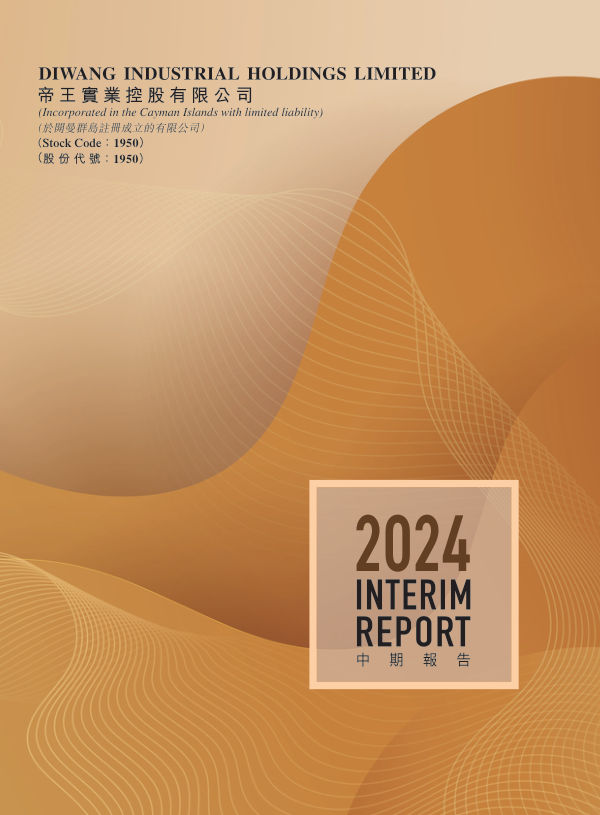 DIWANG INDUSTRIAL HOLDINGS LIMITED
帝王實業控股有限公司
(Incorporated in the Cayman Islands with limited liability)
(於開曼群島註冊成立的有限公司)
(Stock Code : 1950)
(股份代號 : 1950)
2024
INTERIM
REPORT
中期報告